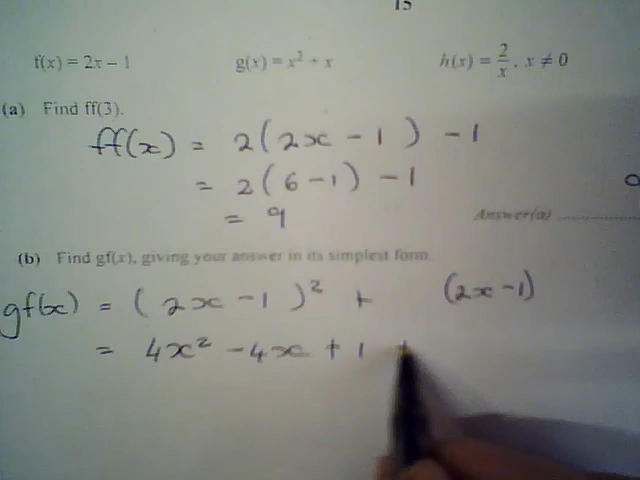 15
f(x) = 2x − 1 g(x) = x² + x h(x) = 2/x , x ≠ 0
(a) Find ff(3).
ff(x) = 2(2x − 1) − 1
= 2(6 − 1) − 1
= 9
Answer(a) ..................
(b) Find gf(x), giving your answer in its simplest form.
gf(x) = (2x − 1)² + (2x − 1)
= 4x² − 4x + 1 +